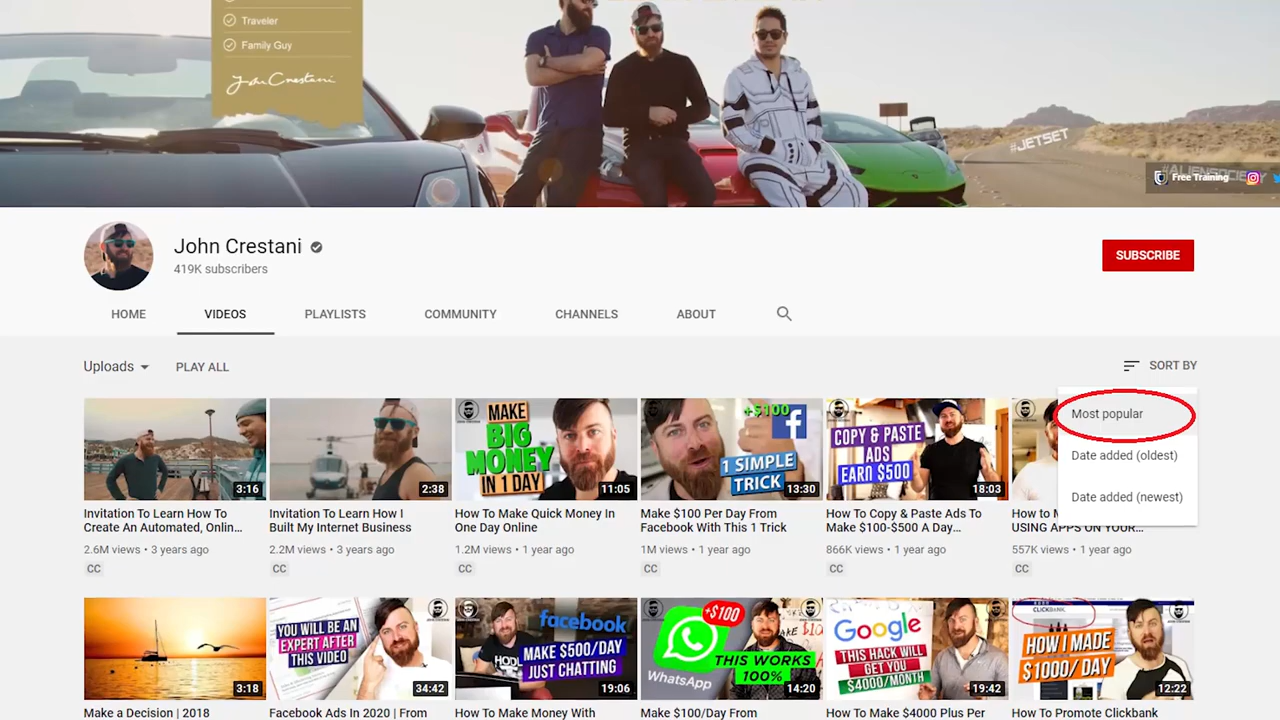 Traveler
Family Guy
John Crestani
#JETSET
#ALIENSOCIETY
Free Training
John Crestani
419K subscribers
SUBSCRIBE
HOME
VIDEOS
PLAYLISTS
COMMUNITY
CHANNELS
ABOUT
Uploads
PLAY ALL
SORT BY
Most popular
Date added (oldest)
Date added (newest)
3:16
2:38
MAKE
BIG
MONEY
IN 1 DAY
11:05
+$100
1 SIMPLE
TRICK
13:30
COPY & PASTE
ADS
EARN $500
18:03
Invitation To Learn How To
Create An Automated, Onlin...
2.6M views • 3 years ago
CC
Invitation To Learn How I
Built My Internet Business
2.2M views • 3 years ago
CC
How To Make Quick Money In
One Day Online
1.2M views • 1 year ago
CC
Make $100 Per Day From
Facebook With This 1 Trick
1M views • 1 year ago
CC
How To Copy & Paste Ads To
Make $100-$500 A Day...
866K views • 1 year ago
CC
How to
USING APPS ON YOUR...
557K views • 1 year ago
CC
3:18
YOU WILL BE AN
EXPERT AFTER
THIS VIDEO
34:42
facebook
MAKE $500/DAY
JUST CHATTING
19:06
+$100
WhatsApp
THIS WORKS
100%
14:20
Google
THIS HACK WILL
GET YOU
$4000/MONTH
19:42
CLICKBANK
HOW I MADE
$1000/ DAY
12:22
Make a Decision | 2018
Facebook Ads In 2020 | From
How To Make Money With
Make $100/Day From
How To Make $4000 Plus Per
How To Promote Clickbank